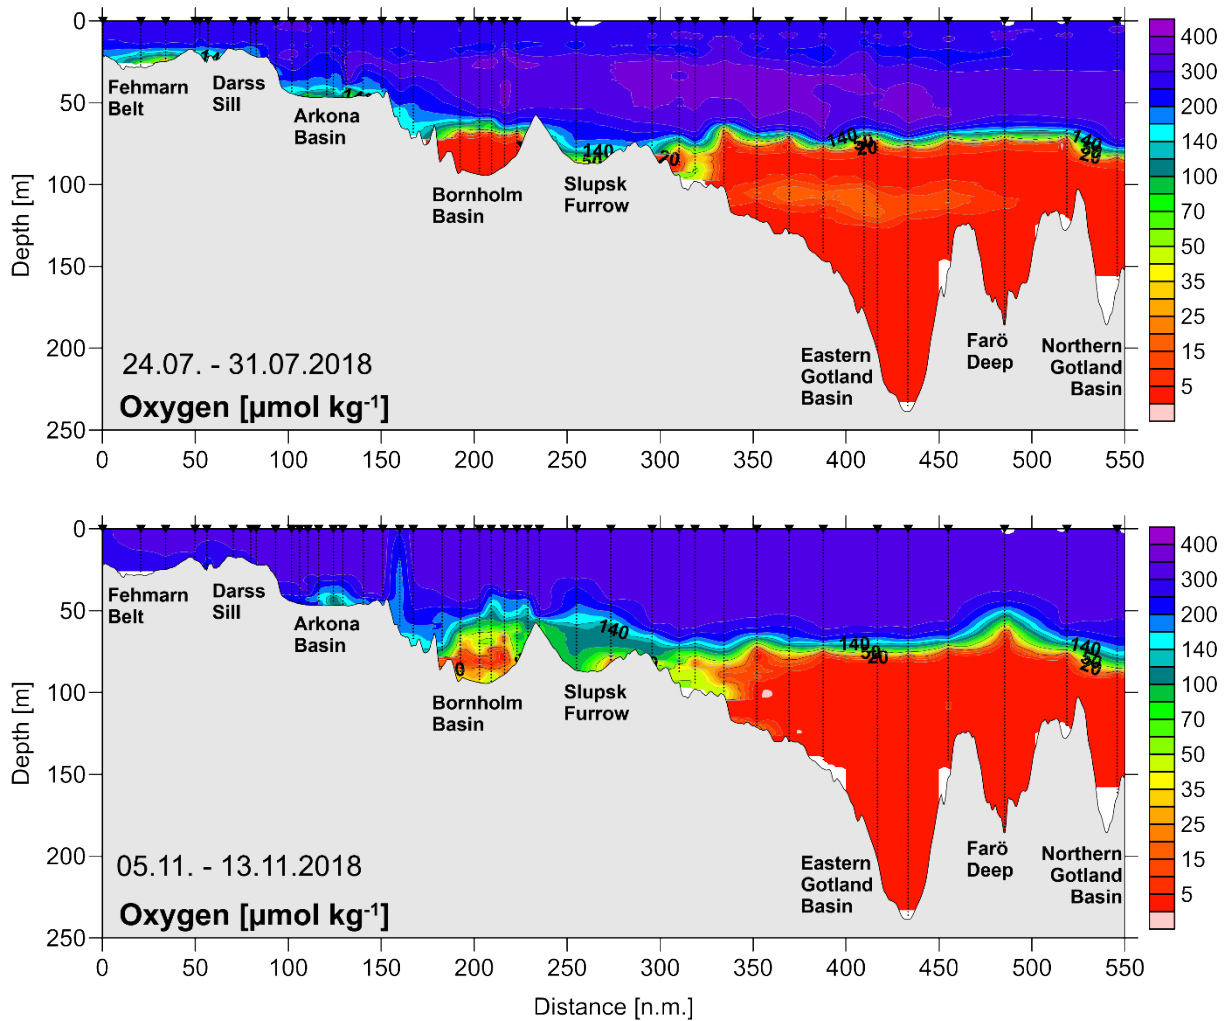 0
50
100
150
200
250
Depth [m]
Fehmarn
Belt
Darss
Sill
Arkona
Basin
Bornholm
Basin
Slupsk
Furrow
Eastern
Gotland
Basin
Farö
Deep
Northern
Gotland
Basin
140
50
20
140
20
140
50
20
24.07. - 31.07.2018
Oxygen [µmol kg-1]
0 50 100 150 200 250 300 350 400 450 500 550
400
300
200
140
100
70
50
35
25
15
5
0
50
100
150
200
250
Depth [m]
Fehmarn
Belt
Darss
Sill
Arkona
Basin
Bornholm
Basin
Slupsk
Furrow
Eastern
Gotland
Basin
Farö
Deep
Northern
Gotland
Basin
140
140
50
20
140
50
20
05.11. - 13.11.2018
Oxygen [µmol kg-1]
0 50 100 150 200 250 300 350 400 450 500 550
Distance [n.m.]
400
300
200
140
100
70
50
35
25
15
5